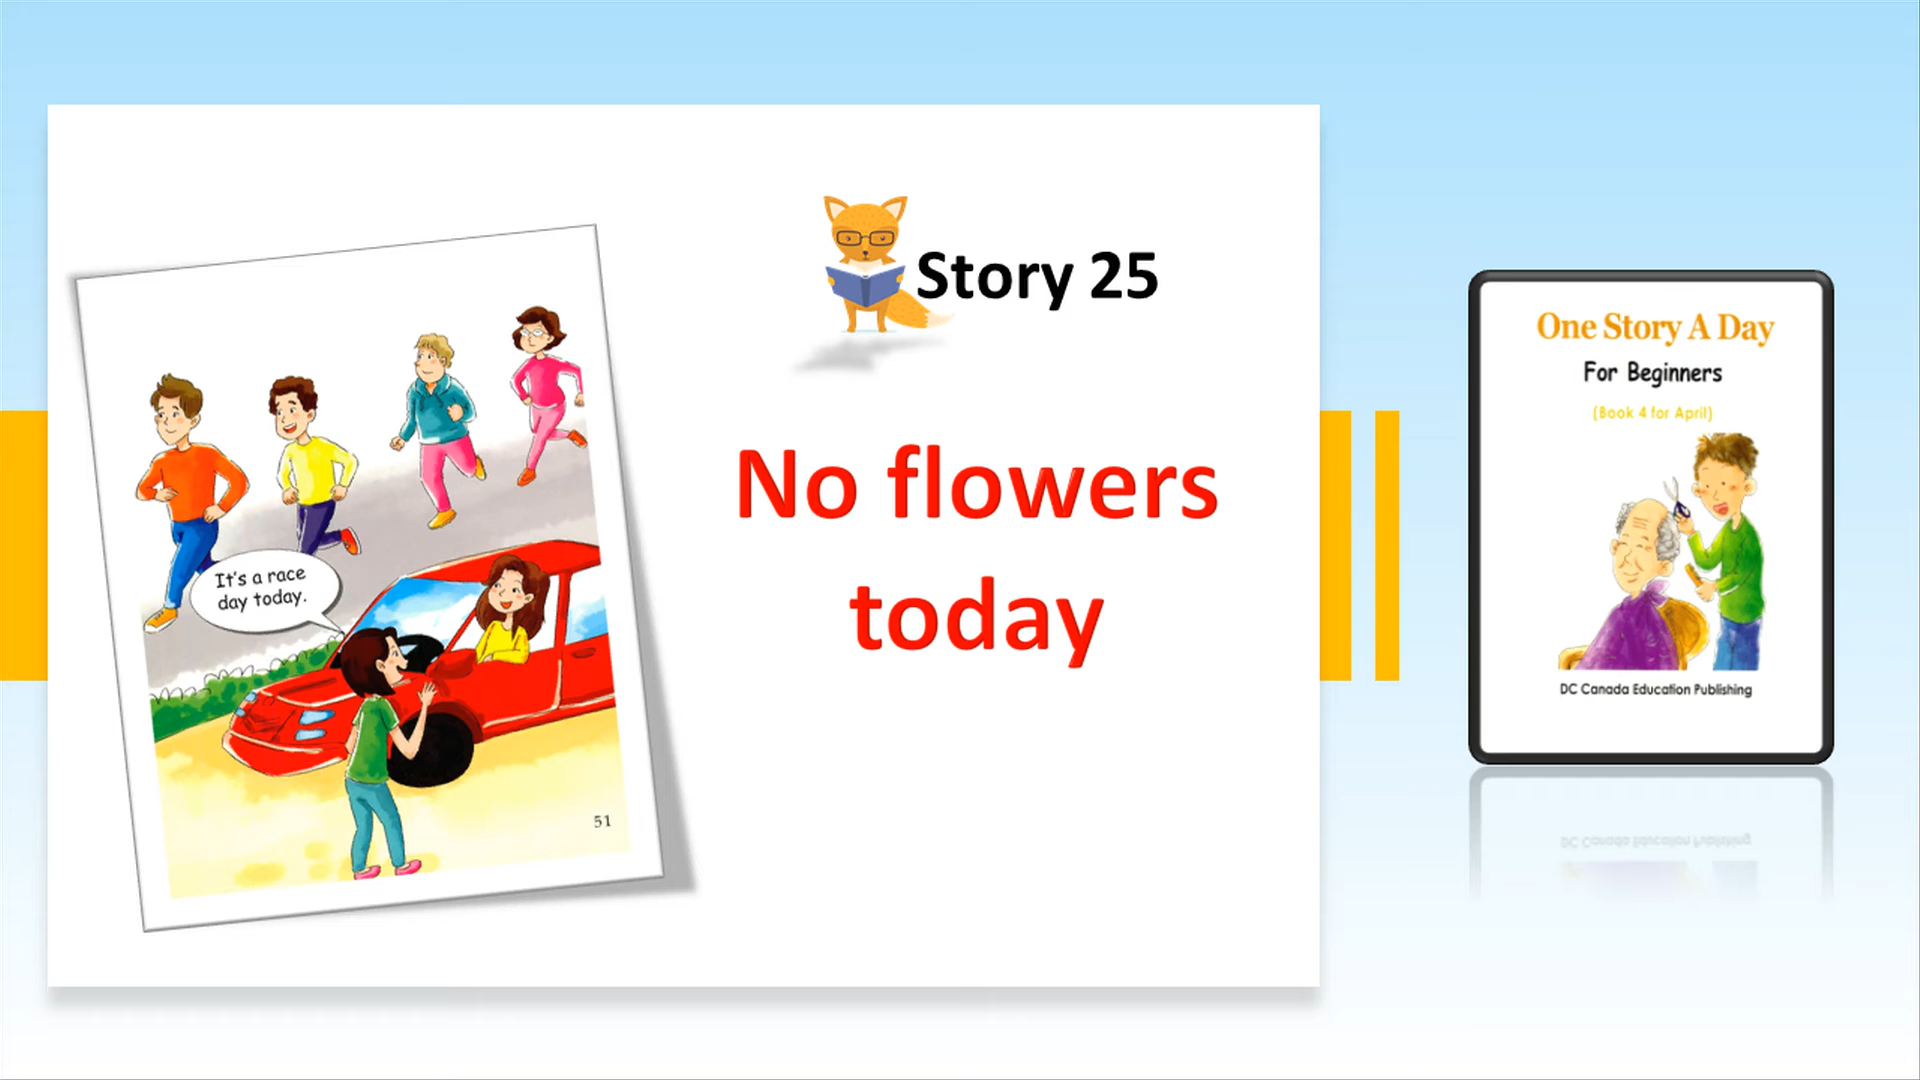 Story 25
No flowers
today
It's a race
day today.
51
One Story A Day
For Beginners
(Book 4 for April)
DC Canada Education Publishing